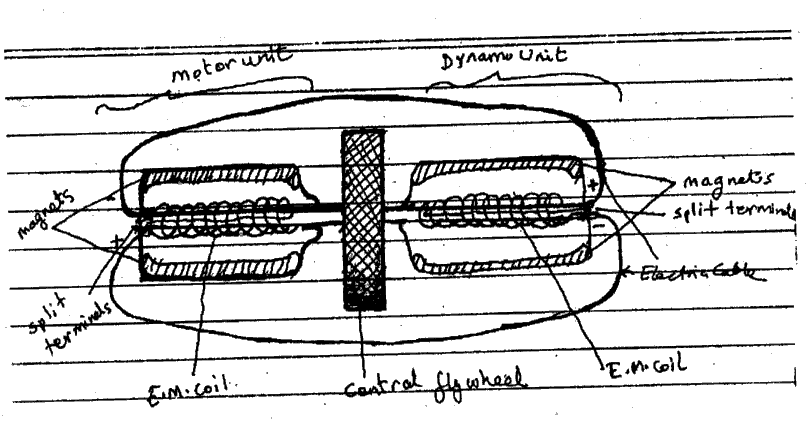 motor unit
Dynamo unit
magnets
-
+
split
terminals
E.M. coil
central flywheel
+
-
magnets
split terminals
Electric Cable
E.M. coil